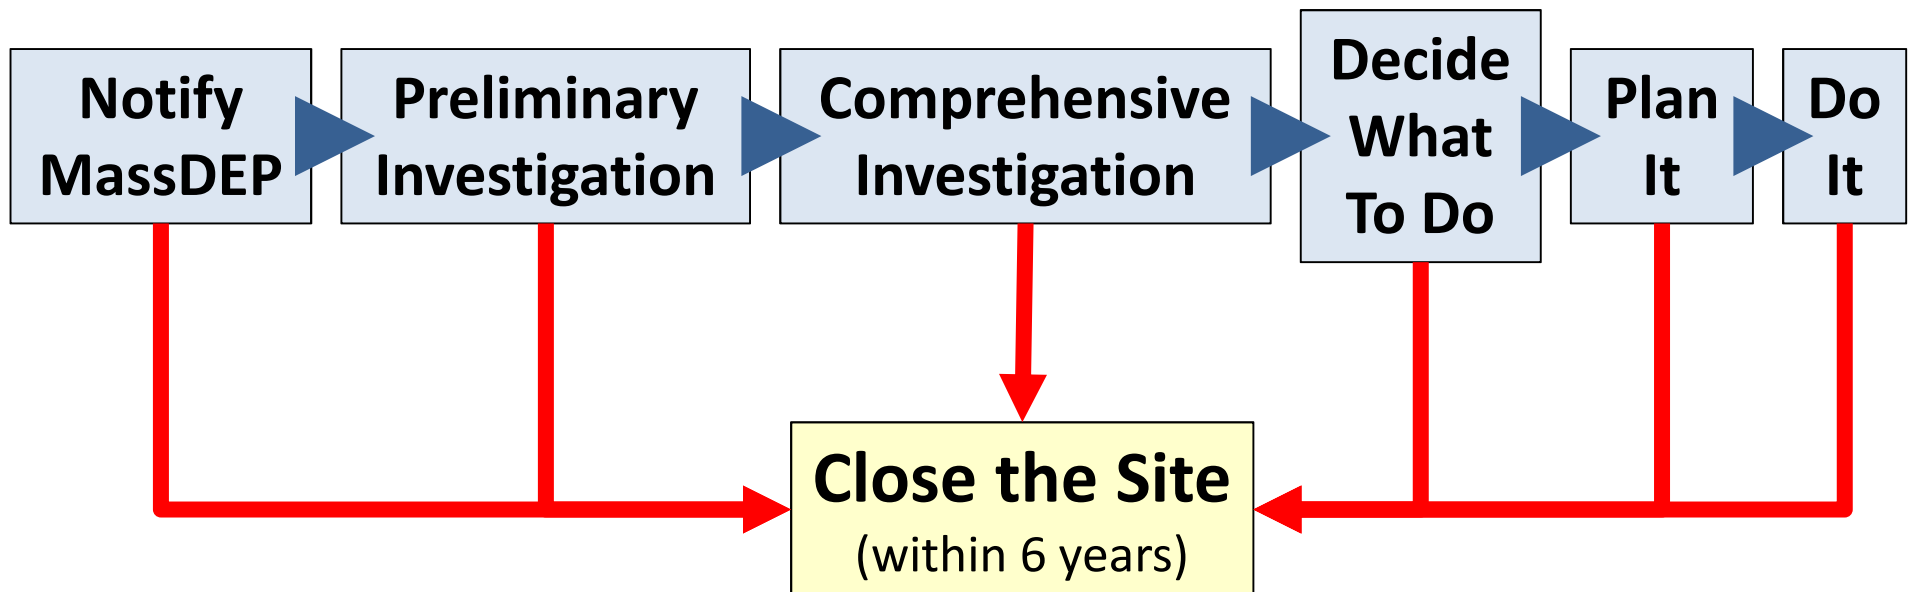 Notify
MassDEP
Preliminary
Investigation
Comprehensive
Investigation
Decide
What
To Do
Plan
It
Do
It
Close the Site
(within 6 years)